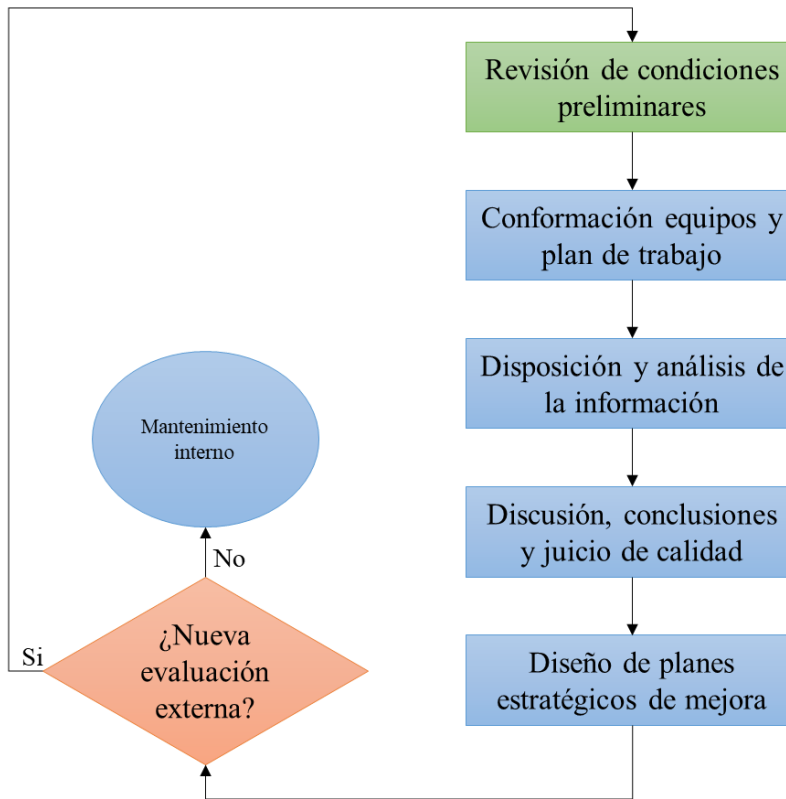 Revisión de condiciones
preliminares
Conformación equipos y
plan de trabajo
Disposición y análisis de
la información
Discusión, conclusiones
y juicio de calidad
Diseño de planes
estratégicos de mejora
¿Nueva
evaluación
externa?
Si
No
Mantenimiento
interno